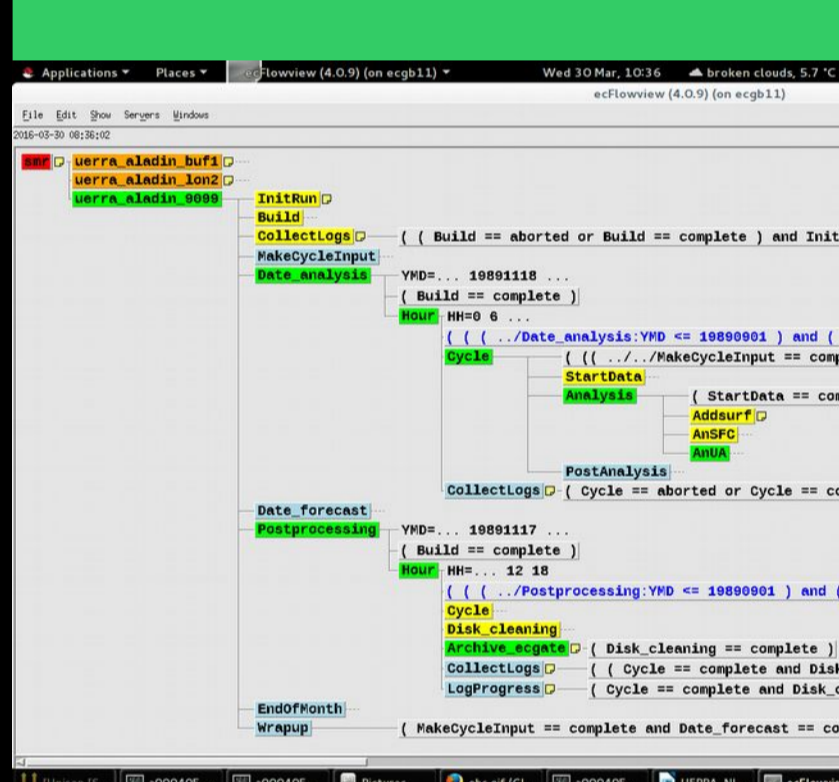 Applications Places ecFlowview (4.0.9) (on ecgb11) Wed 30 Mar, 10:36 broken clouds, 5.7 °C
ecFlowview (4.0.9) (on ecgb11)
File Edit Show Servers Windows
2016-03-30 08:36:02
smr uerra_aladin_buf1
uerra_aladin_lon2
uerra_aladin_9099 InitRun
Build
CollectLogs ( ( Build == aborted or Build == complete ) and Init
MakeCycleInput
Date_analysis YMD=... 19891118 ...
( Build == complete )
Hour HH=0 6 ...
( ( ( ../Date_analysis:YMD <= 19890901 ) and (
Cycle ( (( ../../MakeCycleInput == comp
StartData
Analysis ( StartData == com
Addsurf
AnSFC
AnUA
PostAnalysis
CollectLogs ( Cycle == aborted or Cycle == co
Date_forecast
Postprocessing YMD=... 19891117 ...
( Build == complete )
Hour HH=... 12 18
( ( ( ../Postprocessing:YMD <= 19890901 ) and (
Cycle
Disk_cleaning
Archive_ecgate ( Disk_cleaning == complete )
CollectLogs ( ( Cycle == complete and Disk
LogProgress ( Cycle == complete and Disk_c
EndOfMonth
Wrapup ( MakeCycleInput == complete and Date_forecast == co